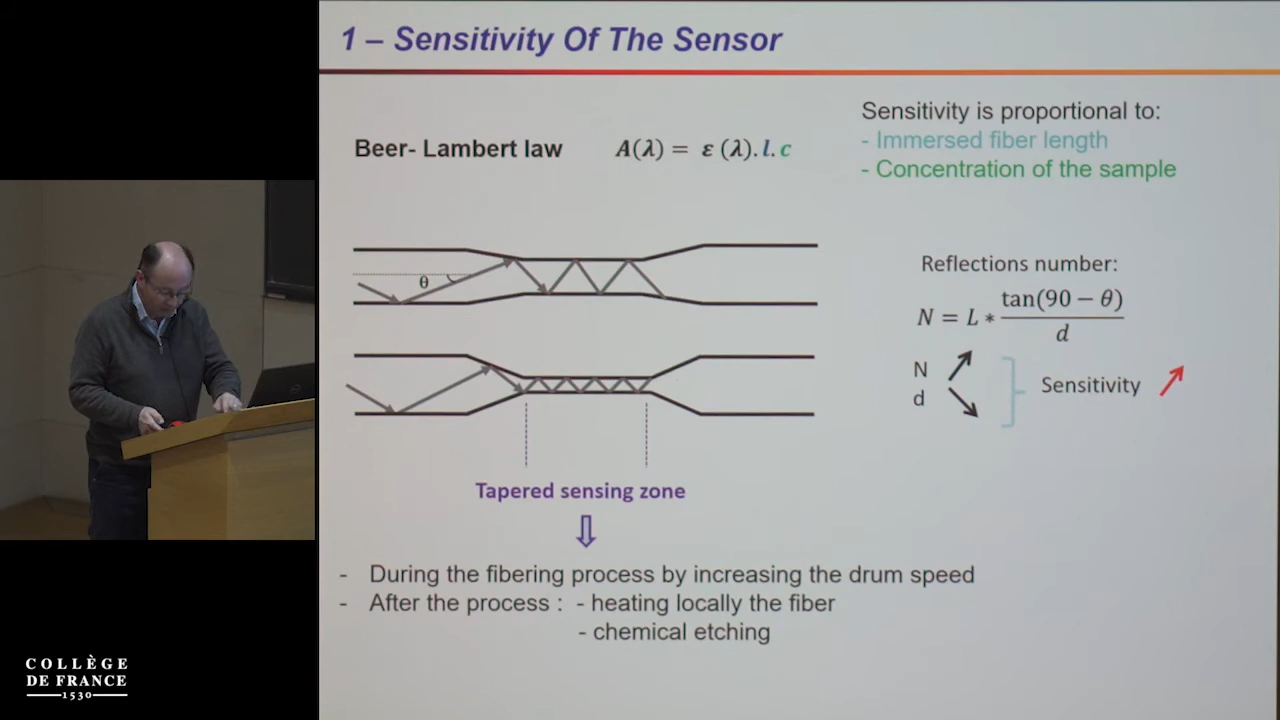 1 – Sensitivity Of The Sensor
Beer- Lambert law A(λ) = ε (λ).l.c
Sensitivity is proportional to:
- Immersed fiber length
- Concentration of the sample
θ
Reflections number:
N = L * tan(90 − θ) / d
N
d
Sensitivity
Tapered sensing zone
- During the fibering process by increasing the drum speed
- After the process : - heating locally the fiber
- chemical etching
COLLÈGE
DE FRANCE
1530